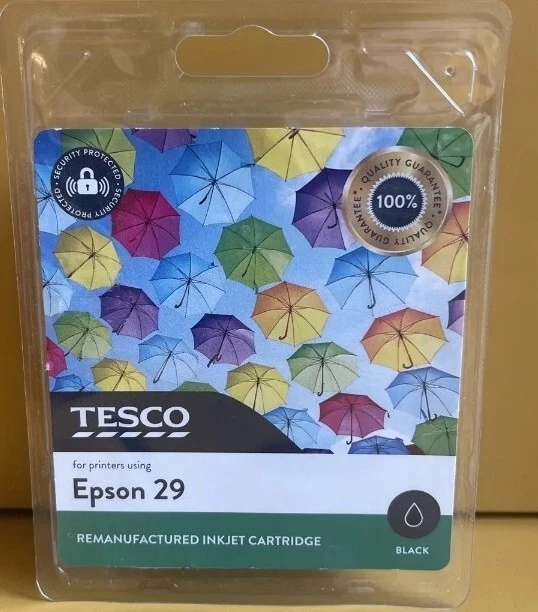 SECURITY PROTECTED • SECURITY PROTECTED •
QUALITY GUARANTEE* • QUALITY GUARANTEE* •
100%
TESCO
for printers using
Epson 29
REMANUFACTURED INKJET CARTRIDGE
BLACK